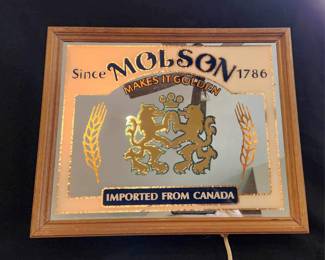 Since MOLSON 1786
MAKES IT GOLDEN
IMPORTED FROM CANADA